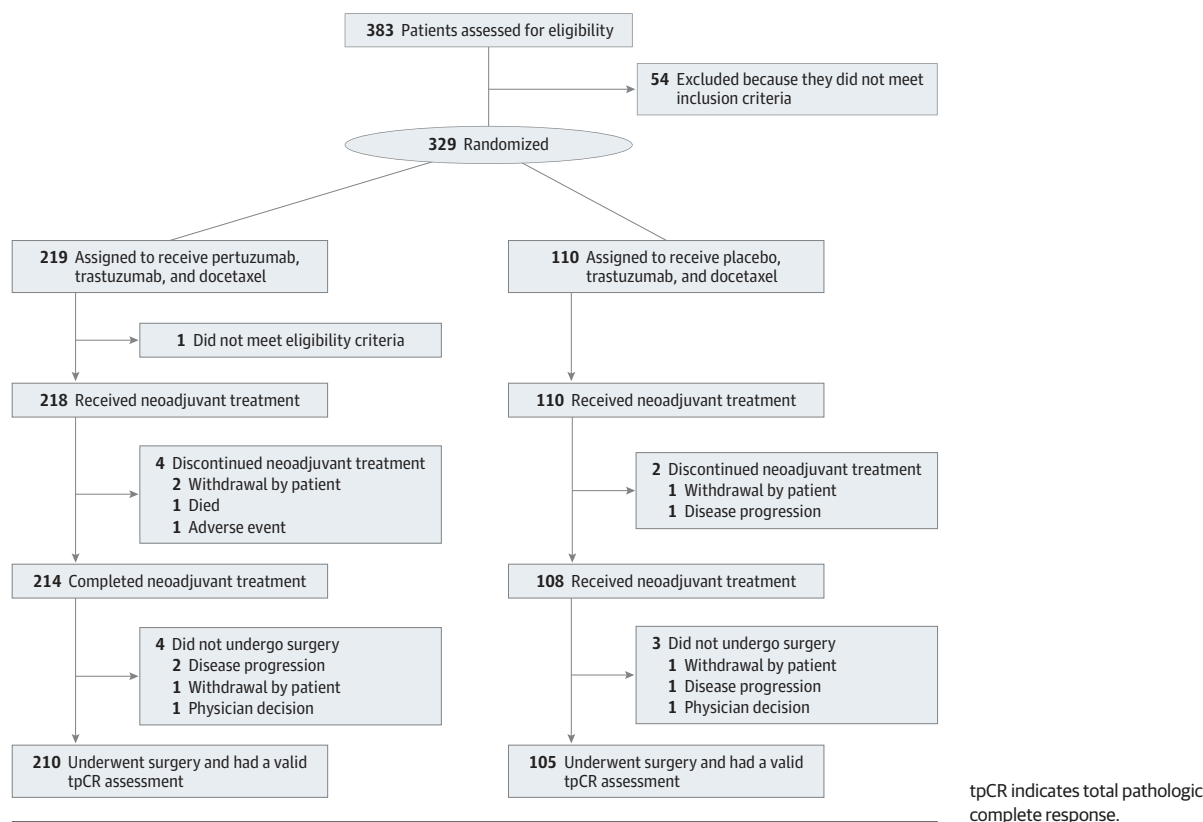 383 Patients assessed for eligibility
54 Excluded because they did not meet
inclusion criteria
329 Randomized
219 Assigned to receive pertuzumab,
trastuzumab, and docetaxel
110 Assigned to receive placebo,
trastuzumab, and docetaxel
1 Did not meet eligibility criteria
218 Received neoadjuvant treatment
110 Received neoadjuvant treatment
4 Discontinued neoadjuvant treatment
2 Withdrawal by patient
1 Died
1 Adverse event
2 Discontinued neoadjuvant treatment
1 Withdrawal by patient
1 Disease progression
214 Completed neoadjuvant treatment
108 Received neoadjuvant treatment
4 Did not undergo surgery
2 Disease progression
1 Withdrawal by patient
1 Physician decision
3 Did not undergo surgery
1 Withdrawal by patient
1 Disease progression
1 Physician decision
210 Underwent surgery and had a valid
tpCR assessment
105 Underwent surgery and had a valid
tpCR assessment
tpCR indicates total pathologic
complete response.